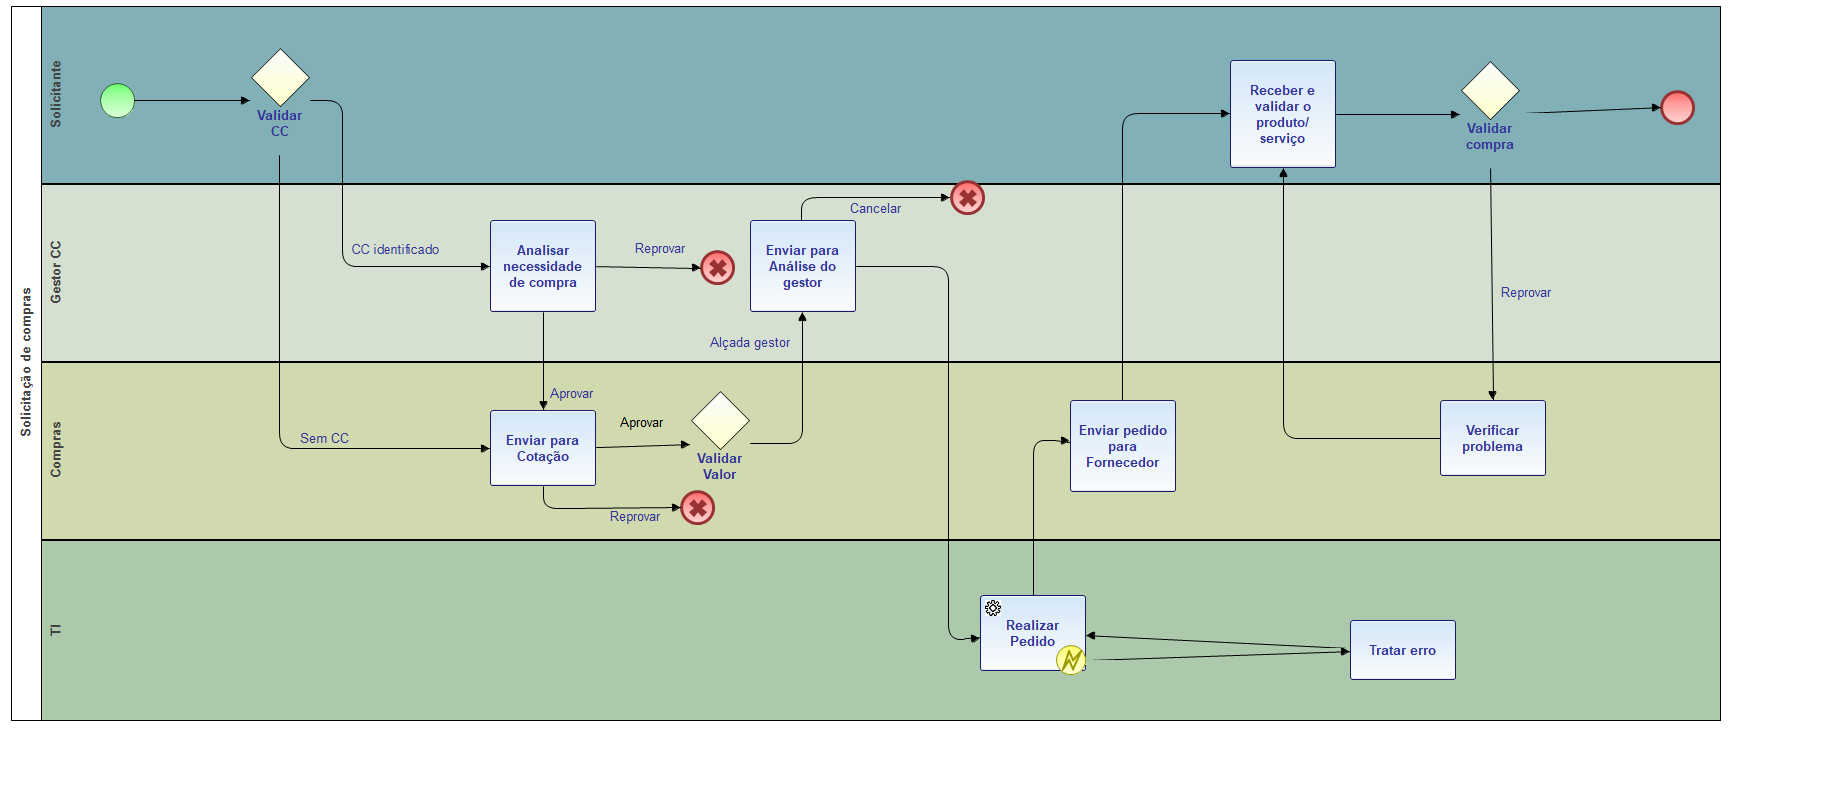 Solicitação de compras
Solicitante
Validar
CC
Receber e
validar o
produto/
serviço
Validar
compra
Gestor CC
CC identificado
Analisar
necessidade
de compra
Reprovar
Enviar para
Análise do
gestor
Cancelar
Alçada gestor
Reprovar
Compras
Sem CC
Aprovar
Enviar para
Cotação
Aprovar
Validar
Valor
Reprovar
Enviar pedido
para
Fornecedor
Verificar
problema
TI
Realizar
Pedido
Tratar erro